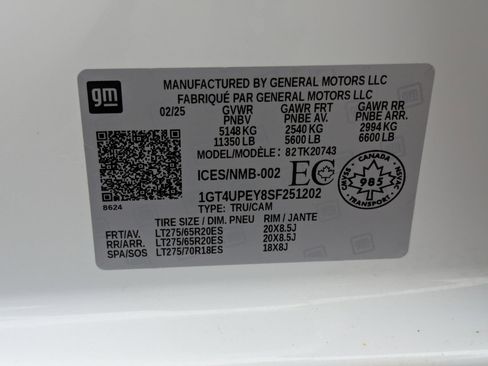 gm
MANUFACTURED BY GENERAL MOTORS LLC
FABRIQUÉ PAR GENERAL MOTORS LLC
02/25 GVWR GAWR FRT GAWR RR
PNBV PNBE AV. PNBE ARR.
5148 KG 2540 KG 2994 KG
11350 LB 5600 LB 6600 LB
MODEL/MODÈLE: 82TK20743
ICES/NMB-002 EC
CANADA
CMVSS 985 NSVAC
TRANSPORT
1GT4UPEY8SF251202
8624 TYPE: TRU/CAM
TIRE SIZE / DIM. PNEU RIM / JANTE
FRT/AV. LT275/65R20ES 20X8.5J
RR/ARR. LT275/65R20ES 20X8.5J
SPA/SOS LT275/70R18ES 18X8J